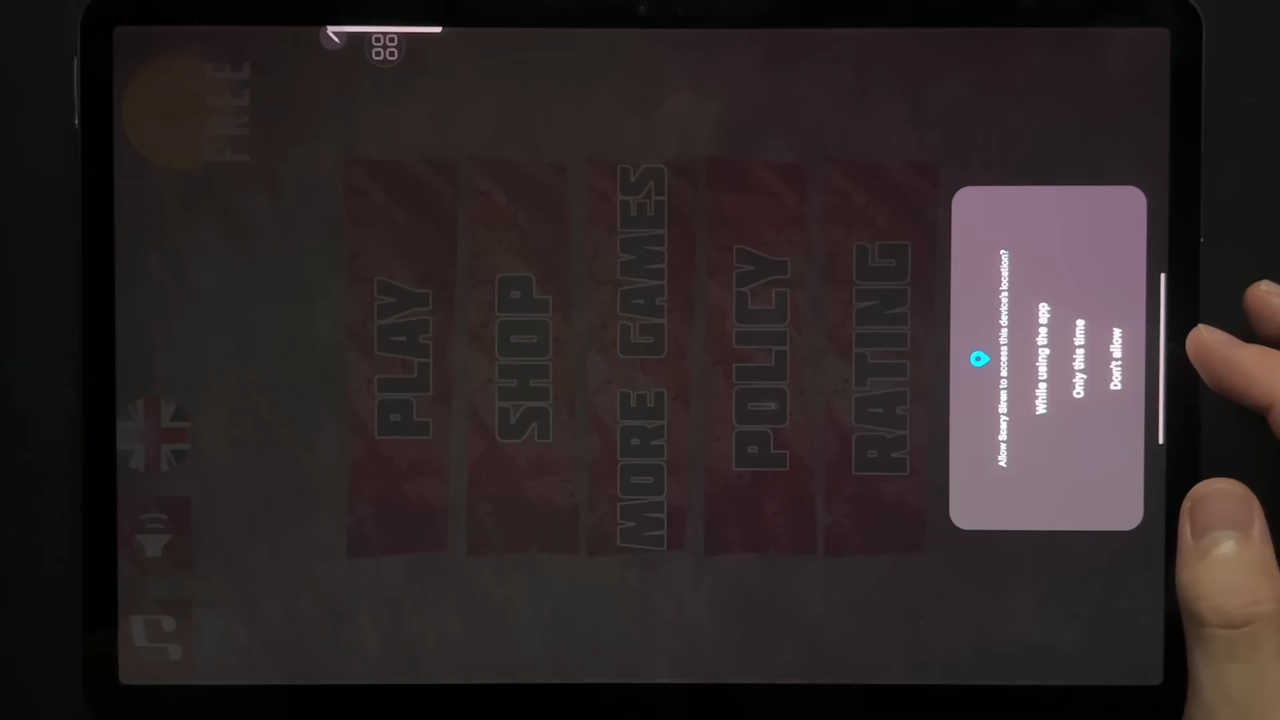 FREE
PLAY
SHOP
MORE GAMES
POLICY
RATING
Allow Scary Siren to access this device's location?
While using the app
Only this time
Don't allow